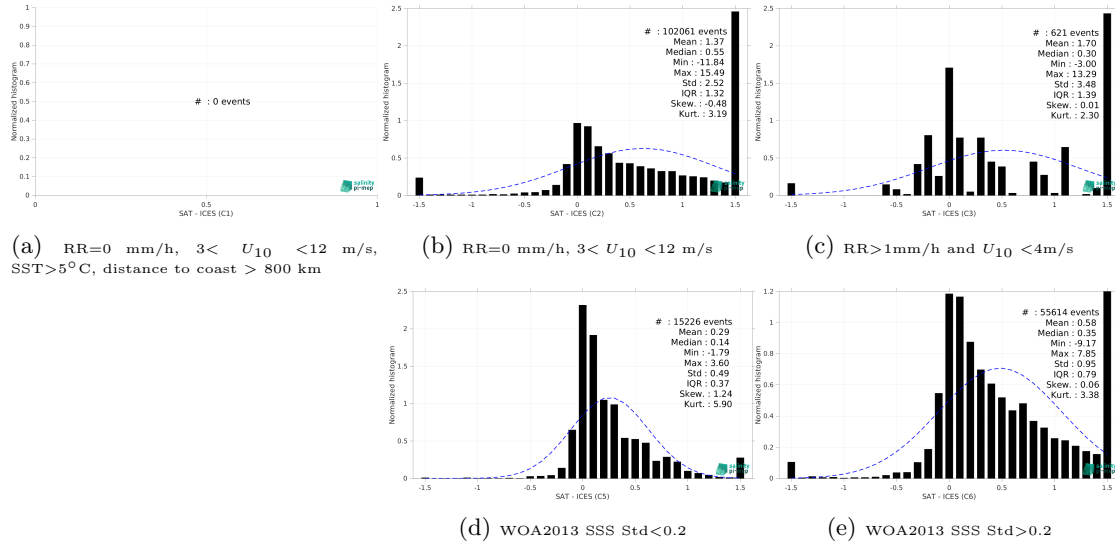 1
0.9
0.8
0.7
0.6
0.5
0.4
0.3
0.2
0.1
0
Normalized histogram
# : 0 events
salinity
pi-mep
0 0.5 1
SAT - ICES (C1)
(a) RR=0 mm/h, 3< U10 <12 m/s,
SST>5°C, distance to coast > 800 km
2.5
2
1.5
1
0.5
0
Normalized histogram
# : 102061 events
Mean : 1.37
Median : 0.55
Min : -11.84
Max : 15.49
Std : 2.52
IQR : 1.32
Skew. : -0.48
Kurt. : 3.19
salinity
pi-mep
-1.5 -1 -0.5 0 0.5 1 1.5
SAT - ICES (C2)
(b) RR=0 mm/h, 3< U10 <12 m/s
2.5
2
1.5
1
0.5
0
Normalized histogram
# : 621 events
Mean : 1.70
Median : 0.30
Min : -3.00
Max : 13.29
Std : 3.48
IQR : 1.39
Skew. : 0.01
Kurt. : 2.30
-1.5 -1 -0.5 0 0.5 1 1.5
SAT - ICES (C3)
(c) RR>1mm/h and U10 <4m/s
2.5
2
1.5
1
0.5
0
Normalized histogram
# : 15226 events
Mean : 0.29
Median : 0.14
Min : -1.79
Max : 3.60
Std : 0.49
IQR : 0.37
Skew. : 1.24
Kurt. : 5.90
salinity
pi-mep
-1.5 -1 -0.5 0 0.5 1 1.5
SAT - ICES (C5)
(d) WOA2013 SSS Std<0.2
1.2
1
0.8
0.6
0.4
0.2
0
Normalized histogram
# : 55614 events
Mean : 0.58
Median : 0.35
Min : -9.17
Max : 7.85
Std : 0.95
IQR : 0.79
Skew. : 0.06
Kurt. : 3.38
-1.5 -1 -0.5 0 0.5 1 1.5
SAT - ICES (C6)
(e) WOA2013 SSS Std>0.2